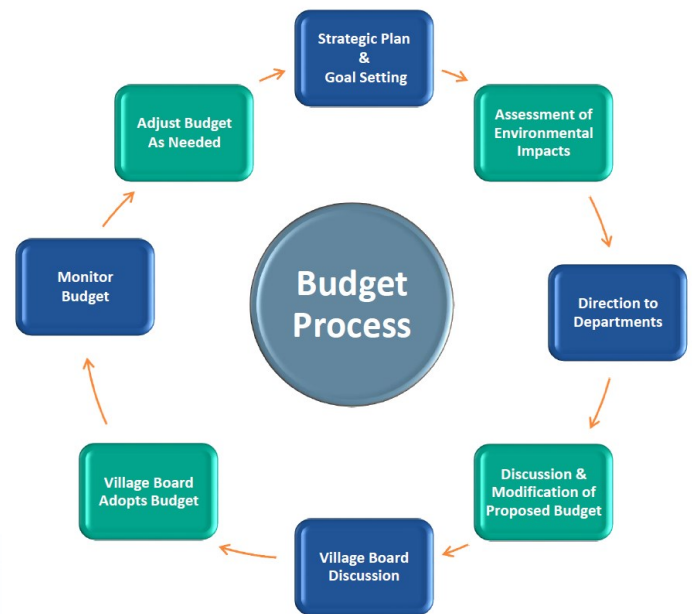 Strategic Plan
&
Goal Setting
Assessment of
Environmental
Impacts
Direction to
Departments
Discussion &
Modification of
Proposed Budget
Village Board
Discussion
Village Board
Adopts Budget
Monitor
Budget
Adjust Budget
As Needed
Budget
Process